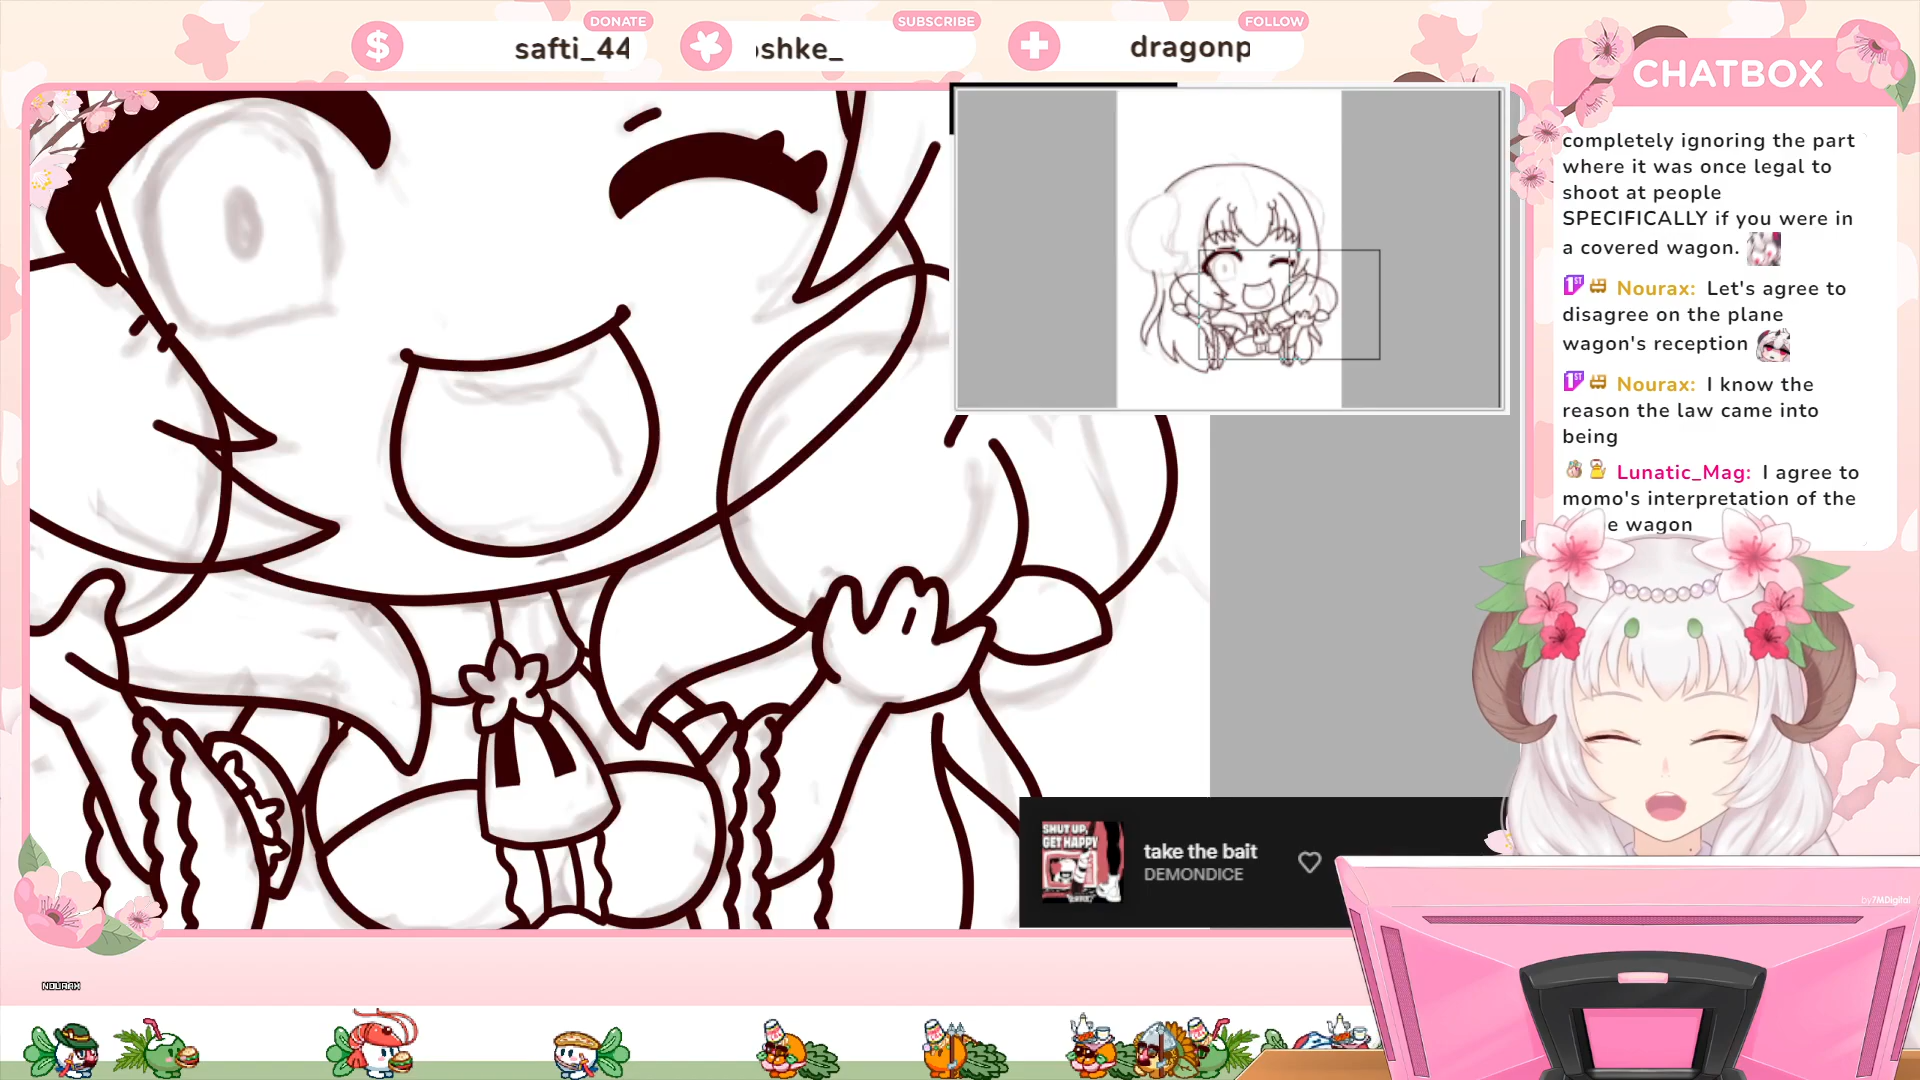 DONATE
SUBSCRIBE
FOLLOW
safti_44
oshke_
dragonp
CHATBOX
completely ignoring the part
where it was once legal to
shoot at people
SPECIFICALLY if you were in
a covered wagon.
Nourax: Let's agree to
disagree on the plane
wagon's reception
Nourax: I know the
reason the law came into
being
Lunatic_Mag: I agree to
momo's interpretation of the
wagon
SHUT UP,
GET HAPPY
take the bait
DEMONDICE
by7MDigital
NOURAX